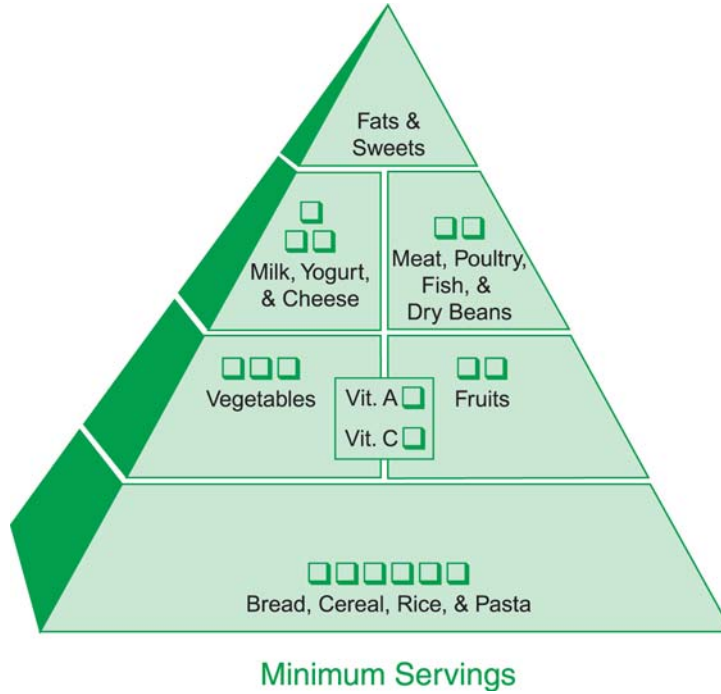 Fats &
Sweets
Milk, Yogurt,
& Cheese
Meat, Poultry,
Fish, &
Dry Beans
Vegetables
Vit. A
Vit. C
Fruits
Bread, Cereal, Rice, & Pasta
Minimum Servings